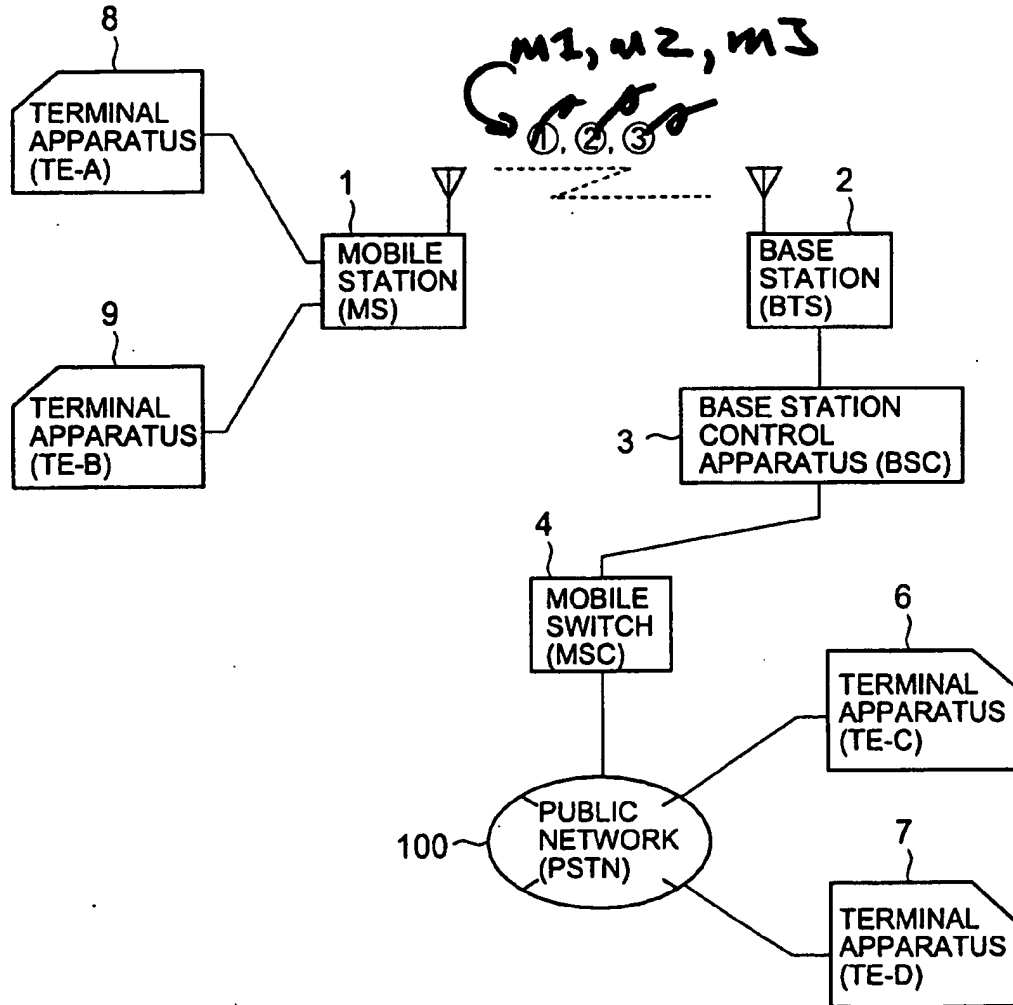 8
m1, m2, m3
TERMINAL
APPARATUS
(TE-A)
①, ②, ③
1
2
MOBILE
STATION
(MS)
BASE
STATION
(BTS)
9
TERMINAL
APPARATUS
(TE-B)
3
BASE STATION
CONTROL
APPARATUS (BSC)
4
MOBILE
SWITCH
(MSC)
6
TERMINAL
APPARATUS
(TE-C)
100
PUBLIC
NETWORK
(PSTN)
7
TERMINAL
APPARATUS
(TE-D)